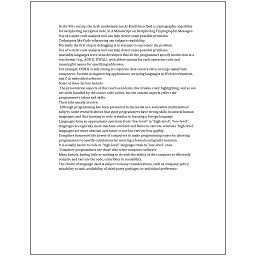 In the 9th century, the Arab mathematician Al-Kindi described a cryptographic algorithm
for deciphering encrypted code, in A Manuscript on Deciphering Cryptographic Messages.
Use of a static code analysis tool can help detect some possible problems.
Techniques like Code refactoring can enhance readability.
Normally the first step in debugging is to attempt to reproduce the problem.
Use of a static code analysis tool can help detect some possible problems.
Assembly languages were soon developed that let the programmer specify instruction in a
text format (e.g., ADD X, TOTAL), with abbreviations for each operation code and
meaningful names for specifying addresses.
For example, COBOL is still strong in corporate data centers often on large mainframe
computers, Fortran in engineering applications, scripting languages in Web development,
and C in embedded software.
Some of these factors include:
The presentation aspects of this (such as indents, line breaks, color highlighting, and so on)
are often handled by the source code editor, but the content aspects reflect the
programmer's talent and skills.
Their jobs usually involve:
Although programming has been presented in the media as a somewhat mathematical
subject, some research shows that good programmers have strong skills in natural human
languages, and that learning to code is similar to learning a foreign language.
Languages form an approximate spectrum from "low-level" to "high-level"; "low-level"
languages are typically more machine-oriented and faster to execute, whereas "high-level"
languages are more abstract and easier to use but execute less quickly.
Compilers harnessed the power of computers to make programming easier by allowing
programmers to specify calculations by entering a formula using infix notation.
It is usually easier to code in "high-level" languages than in "low-level" ones.
Computer programmers are those who write computer software.
Many factors, having little or nothing to do with the ability of the computer to efficiently
compile and execute the code, contribute to readability.
The choice of language used is subject to many considerations, such as company policy,
suitability to task, availability of third-party packages, or individual preference.